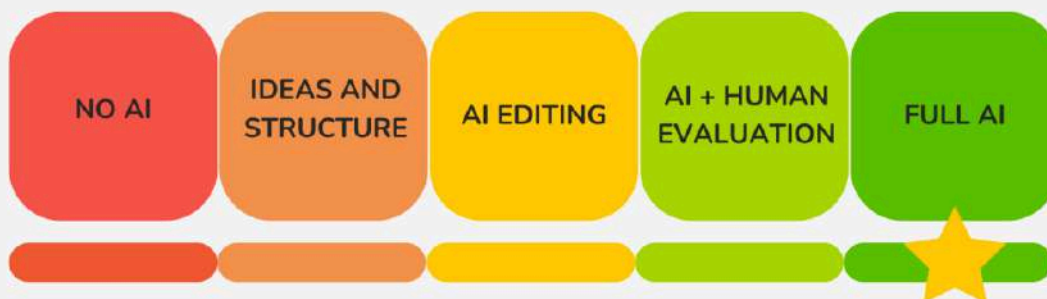 NO AI
IDEAS AND
STRUCTURE
AI EDITING
AI + HUMAN
EVALUATION
FULL AI